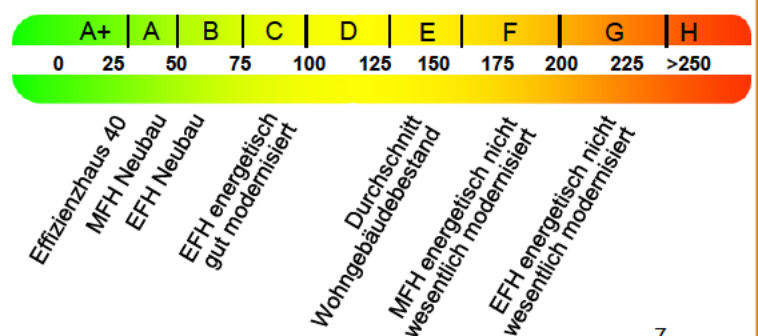 A+ A B C D E F G H
0 25 50 75 100 125 150 175 200 225 >250
Effizienzhaus 40
MFH Neubau
EFH Neubau
EFH energetisch
gut modernisiert
Durchschnitt
Wohngebäudebestand
MFH energetisch nicht
wesentlich modernisiert
EFH energetisch nicht
wesentlich modernisiert
7